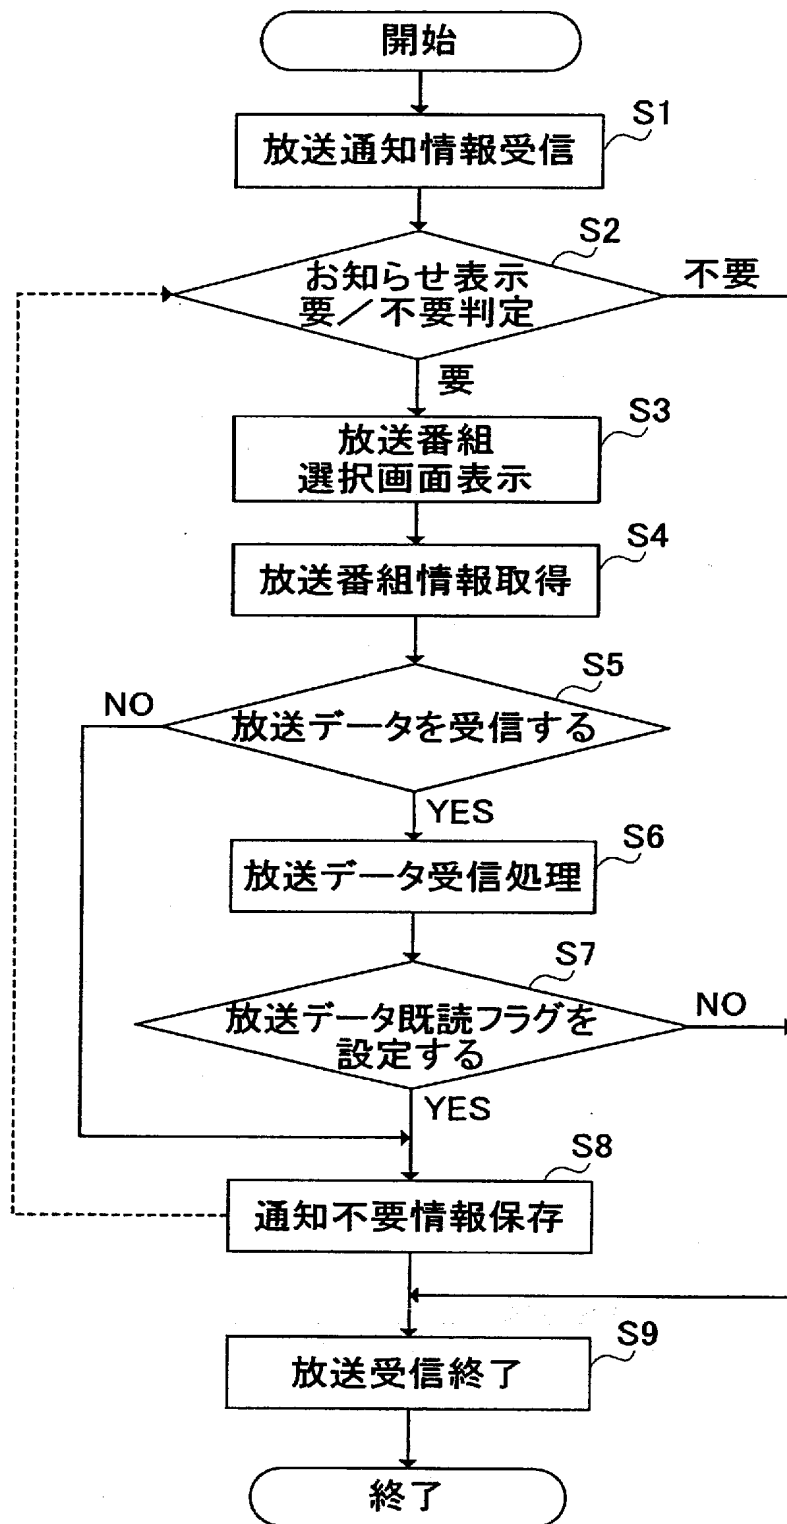 開始
S1
放送通知情報受信
S2
お知らせ表示
要／不要判定
不要
要
S3
放送番組
選択画面表示
S4
放送番組情報取得
S5
NO
放送データを受信する
YES
S6
放送データ受信処理
S7
放送データ既読フラグを
設定する
NO
YES
S8
通知不要情報保存
S9
放送受信終了
終了